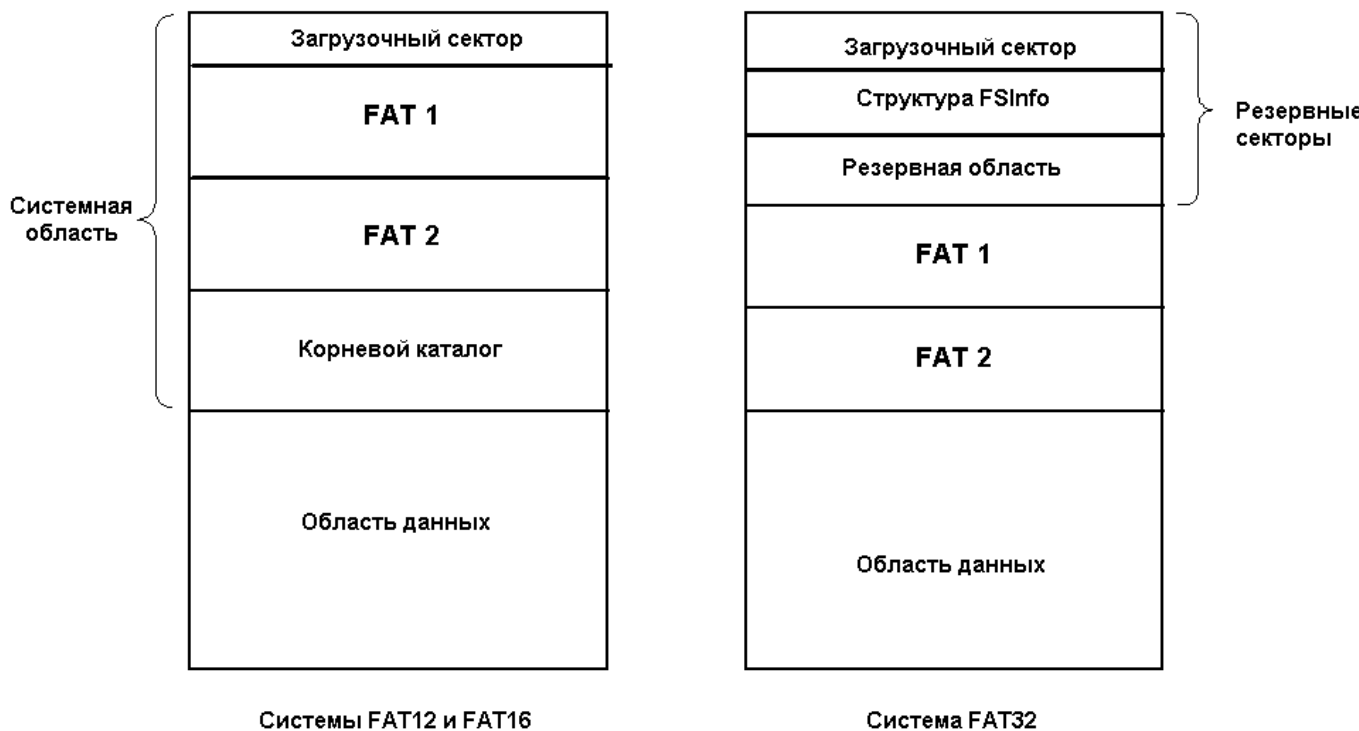 Загрузочный сектор
FAT 1
Системная
область
FAT 2
Корневой каталог
Область данных
Системы FAT12 и FAT16
Загрузочный сектор
Структура FSInfo
Резервные
секторы
Резервная область
FAT 1
FAT 2
Область данных
Система FAT32